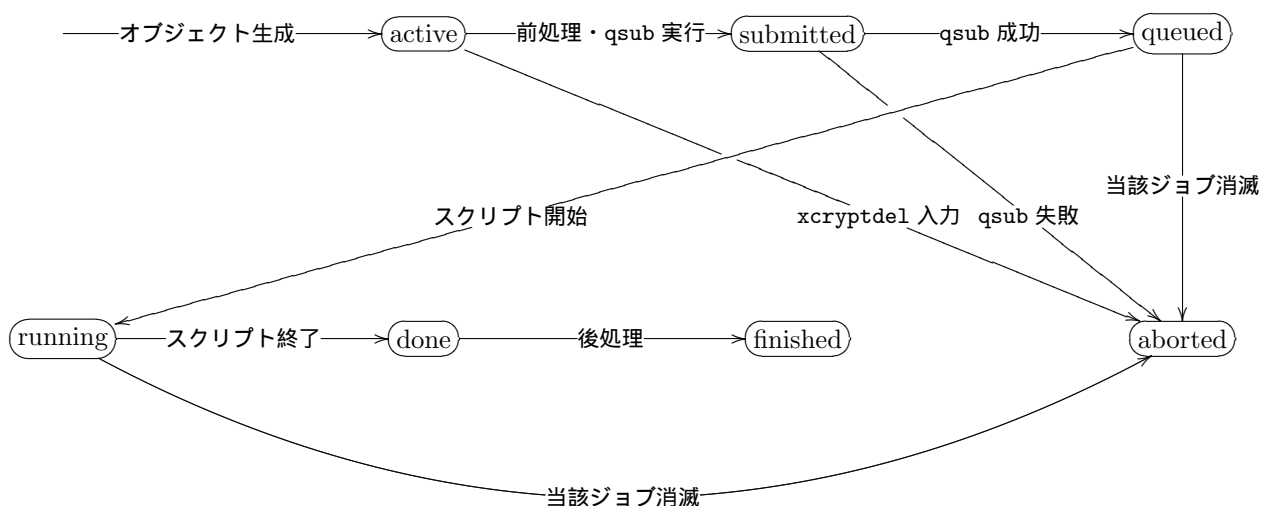 オブジェクト生成 active 前処理・qsub 実行 submitted qsub 成功 queued
当該ジョブ消滅
スクリプト開始 xcryptdel 入力 qsub 失敗
running スクリプト終了 done 後処理 finished aborted
当該ジョブ消滅